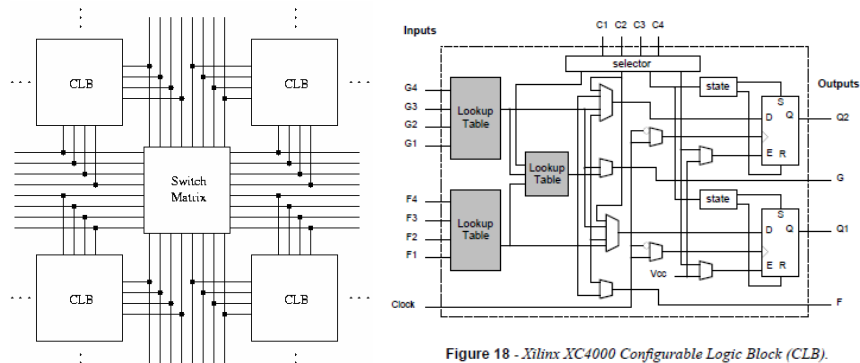 CLB
CLB
Switch
Matrix
CLB
CLB
Inputs
C1 C2 C3 C4
selector
G4
G3
G2
G1
Lookup
Table
state
S
D Q
E R
Q2
Outputs
Lookup
Table
G
F4
F3
F2
F1
Lookup
Table
state
S
D Q
E R
Q1
Vcc
Clock
F
Figure 18 - Xilinx XC4000 Configurable Logic Block (CLB).